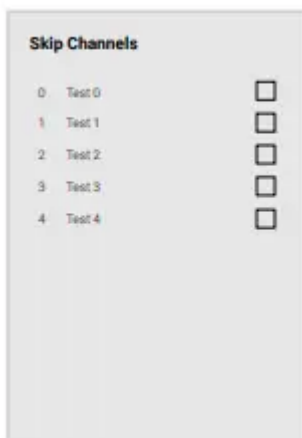 Skip Channels
0 Test 0
1 Test 1
2 Test 2
3 Test 3
4 Test 4